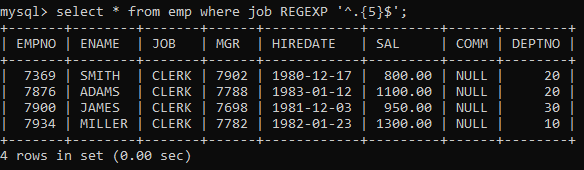 mysql> select * from emp where job REGEXP '^.{5}$';
+-------+--------+-------+------+------------+---------+------+--------+
| EMPNO | ENAME  | JOB   | MGR  | HIREDATE   | SAL     | COMM | DEPTNO |
+-------+--------+-------+------+------------+---------+------+--------+
|  7369 | SMITH  | CLERK | 7902 | 1980-12-17 |  800.00 | NULL |     20 |
|  7876 | ADAMS  | CLERK | 7788 | 1983-01-12 | 1100.00 | NULL |     20 |
|  7900 | JAMES  | CLERK | 7698 | 1981-12-03 |  950.00 | NULL |     30 |
|  7934 | MILLER | CLERK | 7782 | 1982-01-23 | 1300.00 | NULL |     10 |
+-------+--------+-------+------+------------+---------+------+--------+
4 rows in set (0.00 sec)